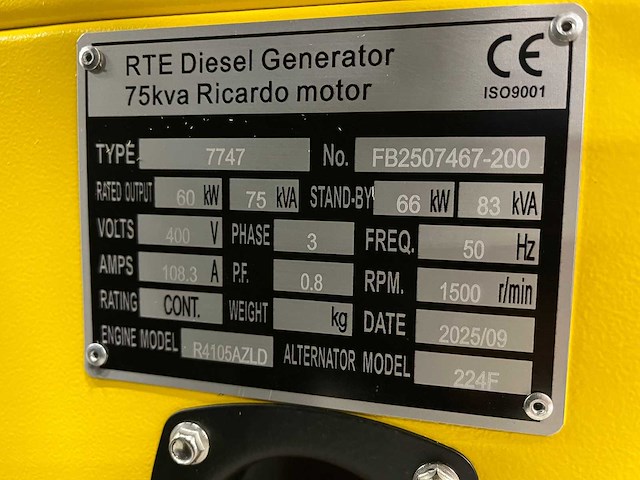 RTE Diesel Generator
75kva Ricardo motor
CE
ISO9001
TYPE 7747 No. FB2507467-200
RATED OUTPUT 60 kW 75 kVA STAND-BY 66 kW 83 kVA
VOLTS 400 V PHASE 3 FREQ. 50 Hz
AMPS 108.3 A P.F. 0.8 RPM. 1500 r/min
RATING CONT. WEIGHT kg DATE 2025/09
ENGINE MODEL R4105AZLD ALTERNATOR MODEL 224F